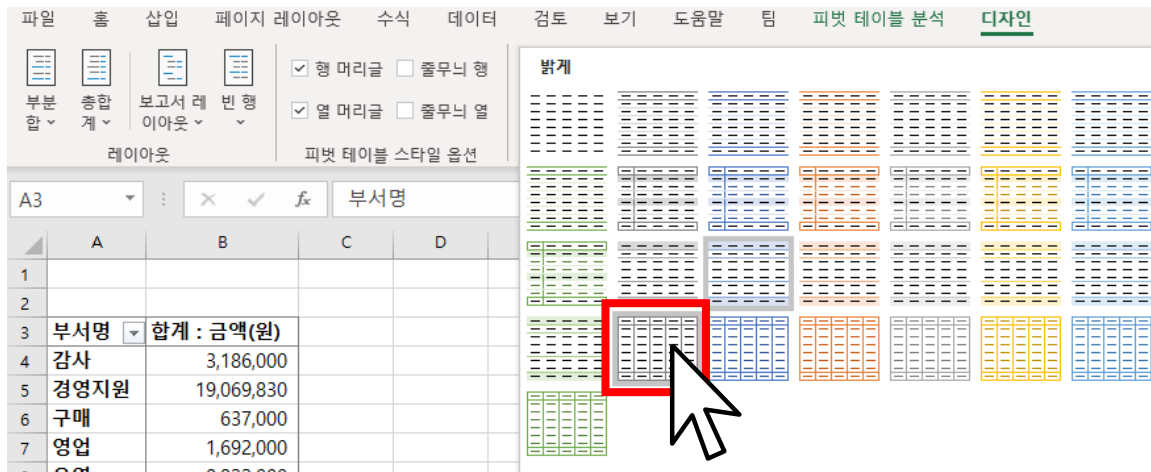 파일 홈 삽입 페이지 레이아웃 수식 데이터 검토 보기 도움말 팀 피벗 테이블 분석 디자인
부분합 총합계 보고서 레이아웃 빈 행
행 머리글 줄무늬 행
열 머리글 줄무늬 열
레이아웃 피벗 테이블 스타일 옵션
밝게
A3 fx 부서명
A B C D
1
2
3 부서명 합계 : 금액(원)
4 감사 3,186,000
5 경영지원 19,069,830
6 구매 637,000
7 영업 1,692,000